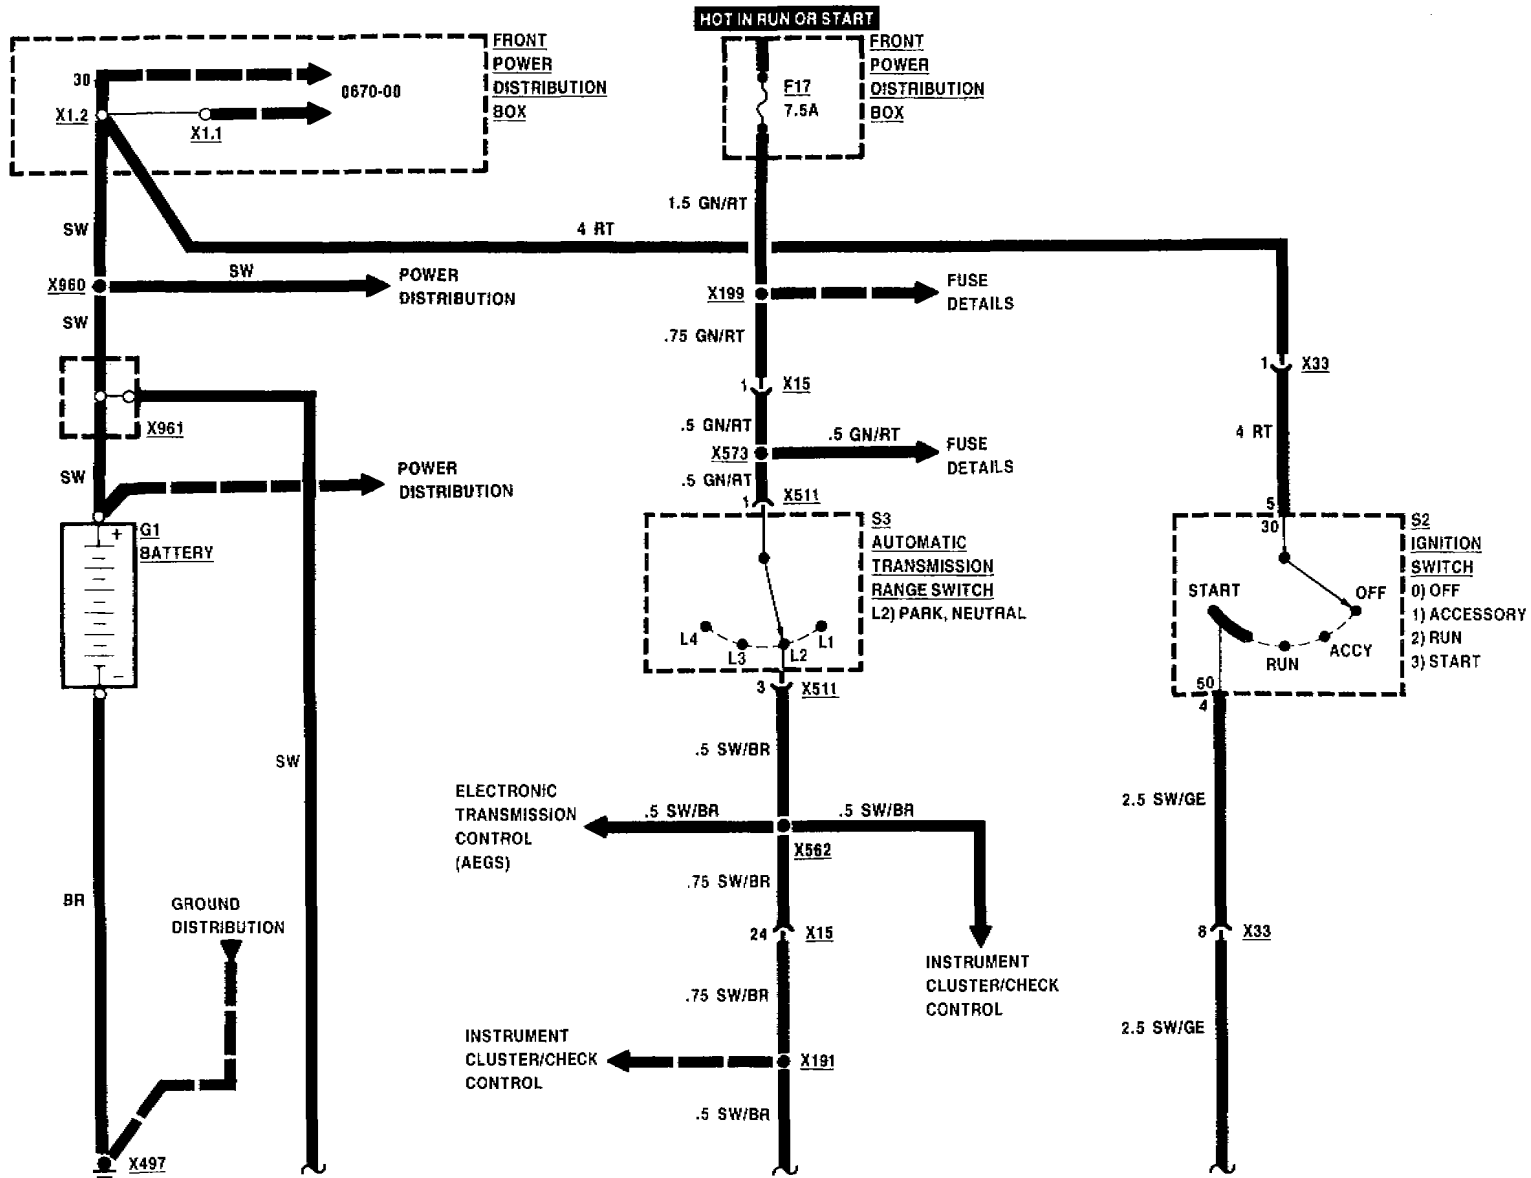 HOT IN RUN OR START
FRONT
POWER
DISTRIBUTION
BOX
30
0670-00
X1.2
X1.1
FRONT
POWER
DISTRIBUTION
BOX
F17
7.5A
1.5 GN/RT
SW
4 RT
X960
SW
POWER
DISTRIBUTION
X199
FUSE
DETAILS
SW
.75 GN/RT
1
X15
1
X33
X961
.5 GN/RT
.5 GN/RT
X573
FUSE
DETAILS
4 RT
SW
POWER
DISTRIBUTION
.5 GN/RT
1
X511
5
30
+
G1
BATTERY
-
S3
AUTOMATIC
TRANSMISSION
RANGE SWITCH
L2) PARK, NEUTRAL
L4
L3
L2
L1
3
X511
S2
IGNITION
SWITCH
0) OFF
1) ACCESSORY
2) RUN
3) START
START
OFF
RUN
ACCY
50
4
SW
.5 SW/BR
ELECTRONIC
TRANSMISSION
CONTROL
(AEGS)
.5 SW/BR
.5 SW/BR
X562
2.5 SW/GE
.75 SW/BR
BR
GROUND
DISTRIBUTION
24
X15
8
X33
INSTRUMENT
CLUSTER/CHECK
CONTROL
.75 SW/BR
2.5 SW/GE
INSTRUMENT
CLUSTER/CHECK
CONTROL
X191
.5 SW/BR
X497